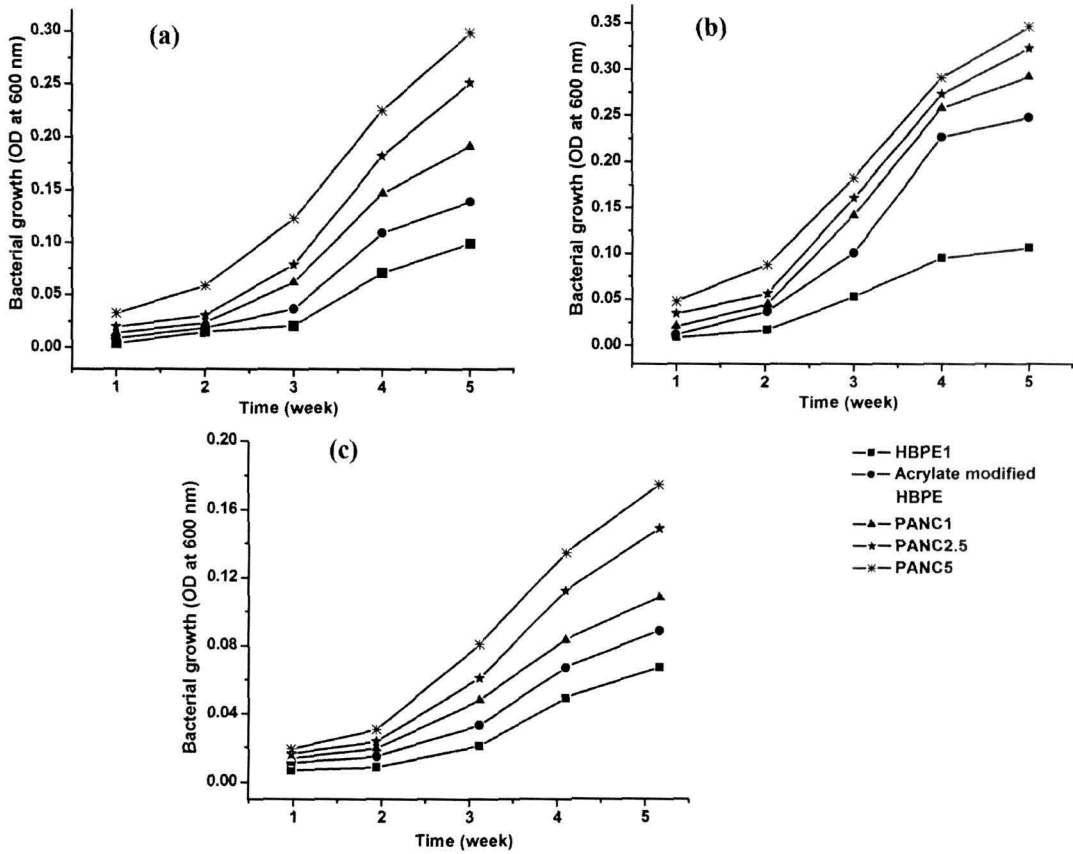 (a)
Bacterial growth (OD at 600 nm)
0.30
0.25
0.20
0.15
0.10
0.05
0.00
1 2 3 4 5
Time (week)
(b)
Bacterial growth (OD at 600 nm)
0.35
0.30
0.25
0.20
0.15
0.10
0.05
0.00
1 2 3 4 5
Time (week)
(c)
Bacterial growth (OD at 600 nm)
0.20
0.16
0.12
0.08
0.04
0.00
1 2 3 4 5
Time (week)
HBPE1
Acrylate modified
HBPE
PANC1
PANC2.5
PANC5